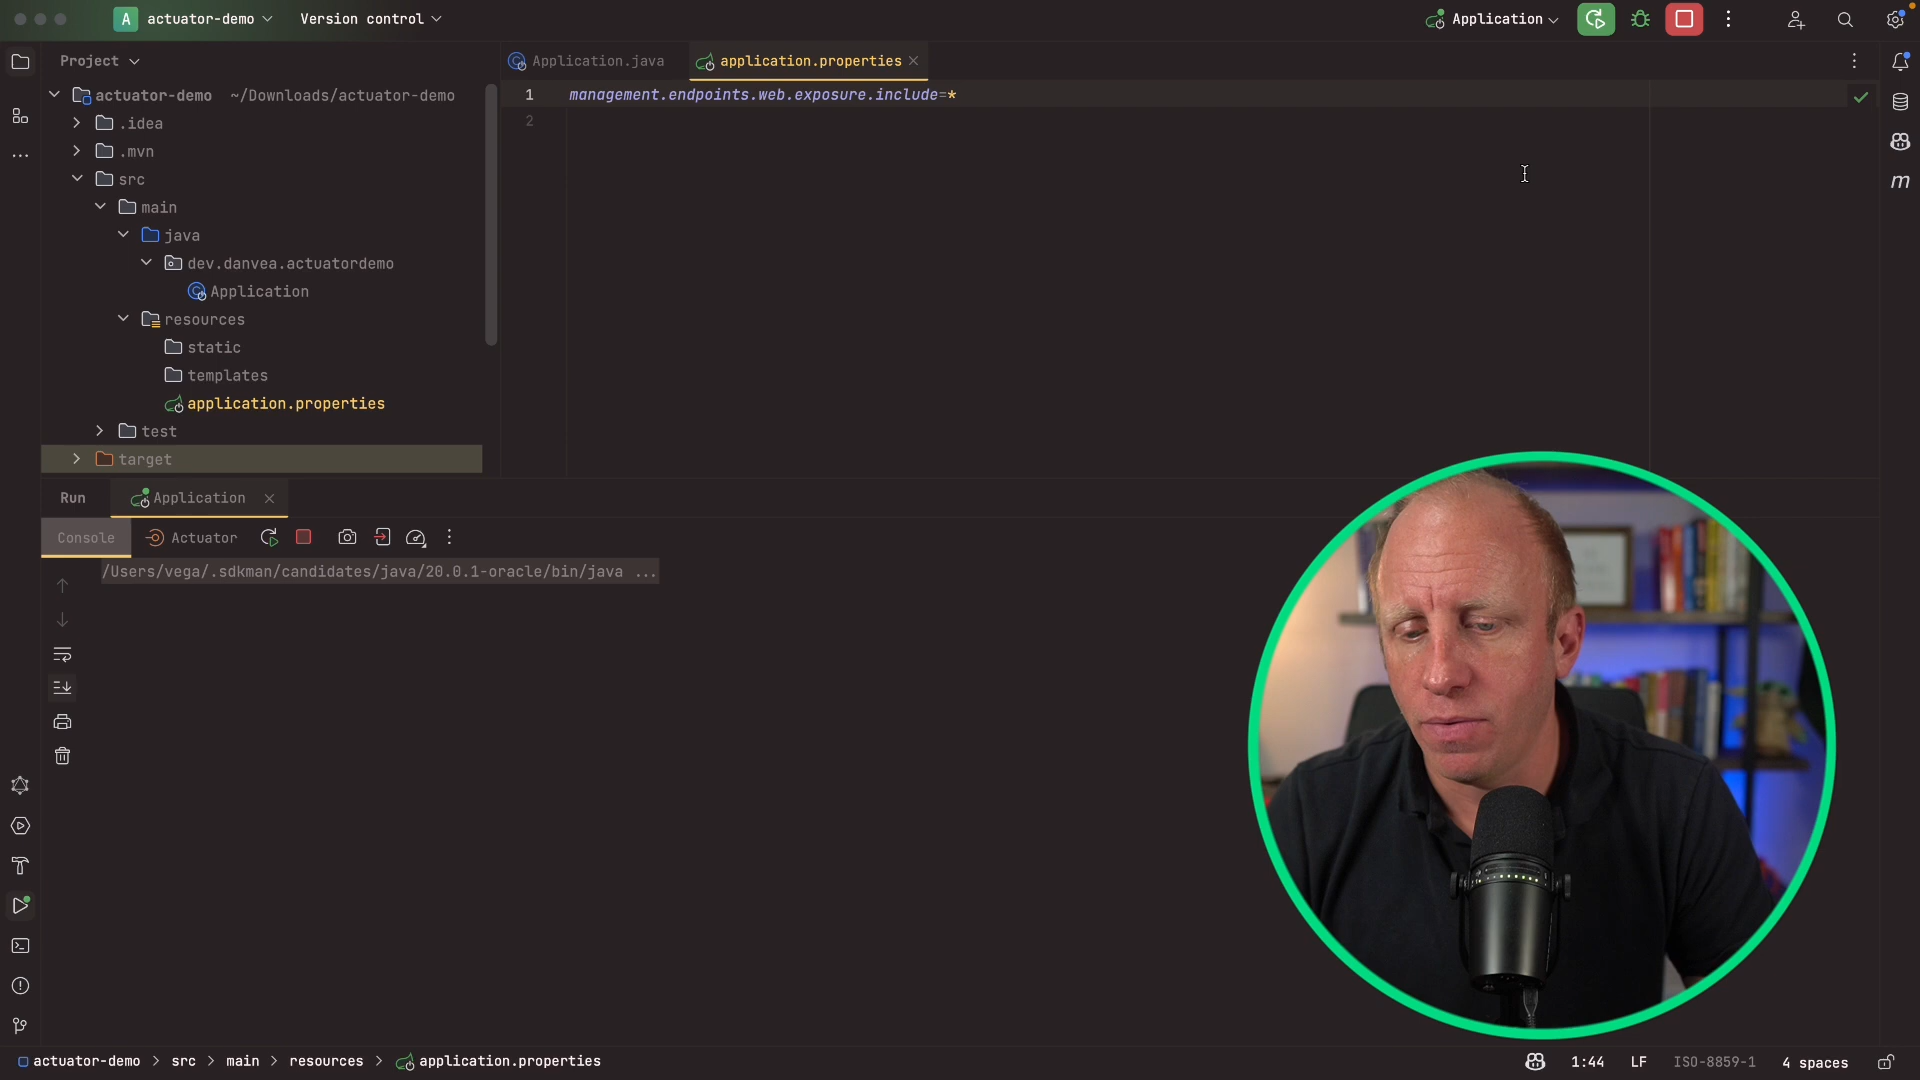 A actuator-demo Version control Application
Project
Application.java application.properties
actuator-demo ~/Downloads/actuator-demo
1 management.endpoints.web.exposure.include=*
2
.idea
.mvn
src
main
java
dev.danvea.actuatordemo
Application
resources
static
templates
application.properties
test
target
m
Run Application
Console Actuator
/Users/vega/.sdkman/candidates/java/20.0.1-oracle/bin/java ...
actuator-demo > src > main > resources > application.properties 1:44 LF ISO-8859-1 4 spaces